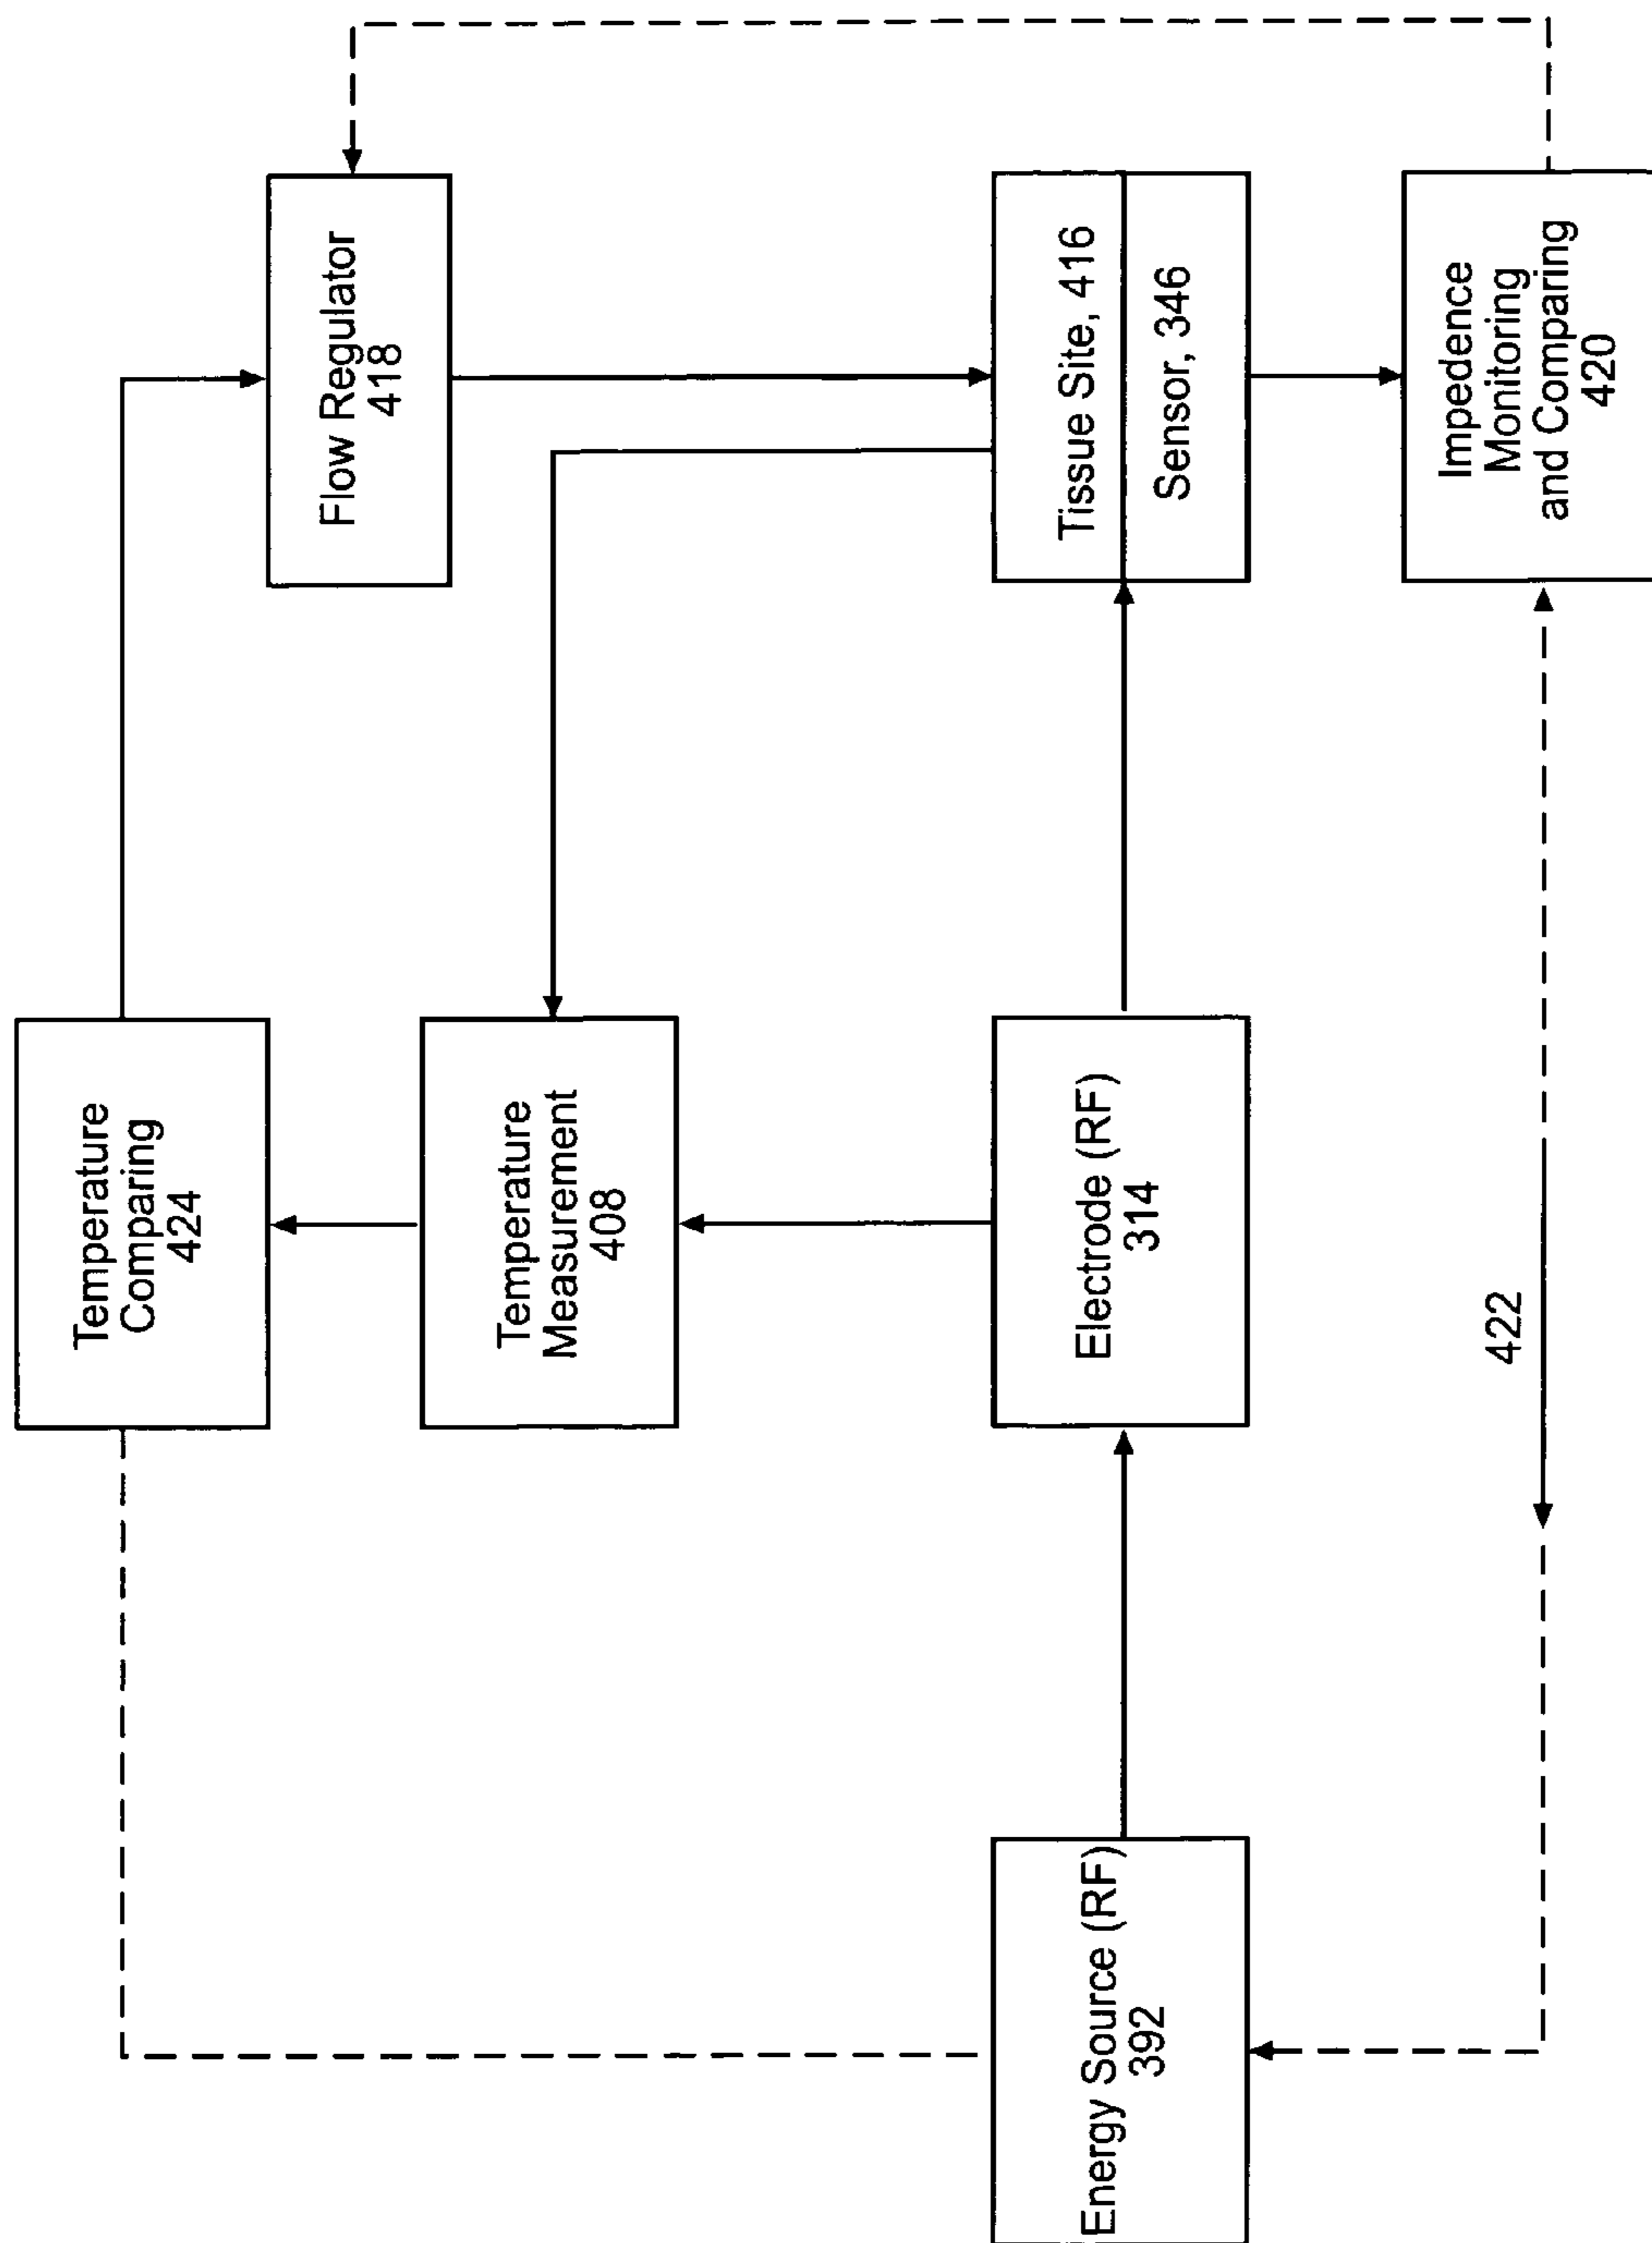 Temperature
Comparing
424
Flow Regulator
418
Temperature
Measurement
408
Energy Source (RF)
392
Electrode (RF)
314
Tissue Site, 416
Sensor, 346
422
Impedence
Monitoring
and Comparing
420